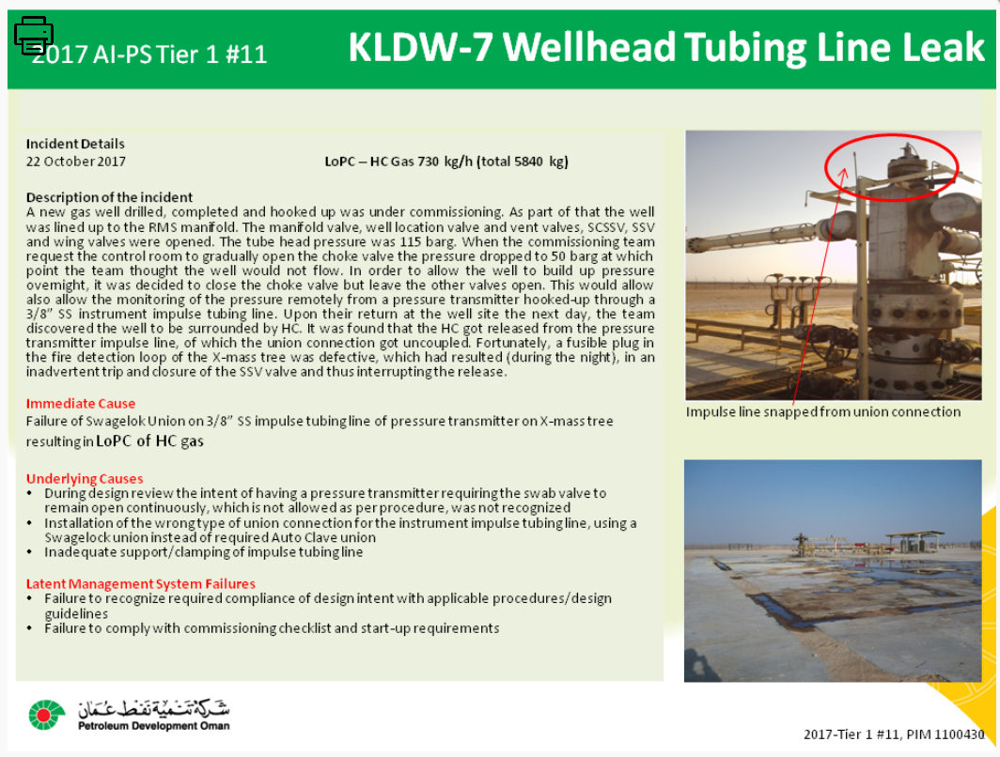 2017 AI-PS Tier 1 #11
KLDW-7 Wellhead Tubing Line Leak
Incident Details
22 October 2017
LoPC – HC Gas 730 kg/h (total 5840 kg)
Description of the incident
A new gas well drilled, completed and hooked up was under commissioning. As part of that the well
was lined up to the RMS manifold. The manifold valve, well location valve and vent valves, SCSSV, SSV
and wing valves were opened. The tube head pressure was 115 barg. When the commissioning team
request the control room to gradually open the choke valve the pressure dropped to 50 barg at which
point the team thought the well would not flow. In order to allow the well to build up pressure
overnight, it was decided to close the choke valve but leave the other valves open. This would allow
also allow the monitoring of the pressure remotely from a pressure transmitter hooked-up through a
3/8" SS instrument impulse tubing line. Upon their return at the well site the next day, the team
discovered the well to be surrounded by HC. It was found that the HC got released from the pressure
transmitter impulse line, of which the union connection got uncoupled. Fortunately, a fusible plug in
the fire detection loop of the X-mass tree was defective, which had resulted (during the night), in an
inadvertent trip and closure of the SSV valve and thus interrupting the release.
Immediate Cause
Failure of Swagelok Union on 3/8" SS impulse tubing line of pressure transmitter on X-mass tree
resulting in LoPC of HC gas
Underlying Causes
• During design review the intent of having a pressure transmitter requiring the swab valve to
remain open continuously, which is not allowed as per procedure, was not recognized
• Installation of the wrong type of union connection for the instrument impulse tubing line, using a
Swagelock union instead of required Auto Clave union
• Inadequate support/clamping of impulse tubing line
Latent Management System Failures
• Failure to recognize required compliance of design intent with applicable procedures/design
guidelines
• Failure to comply with commissioning checklist and start-up requirements
Impulse line snapped from union connection
شركة تنمية نفط عمان
Petroleum Development Oman
2017-Tier 1 #11, PIM 1100430